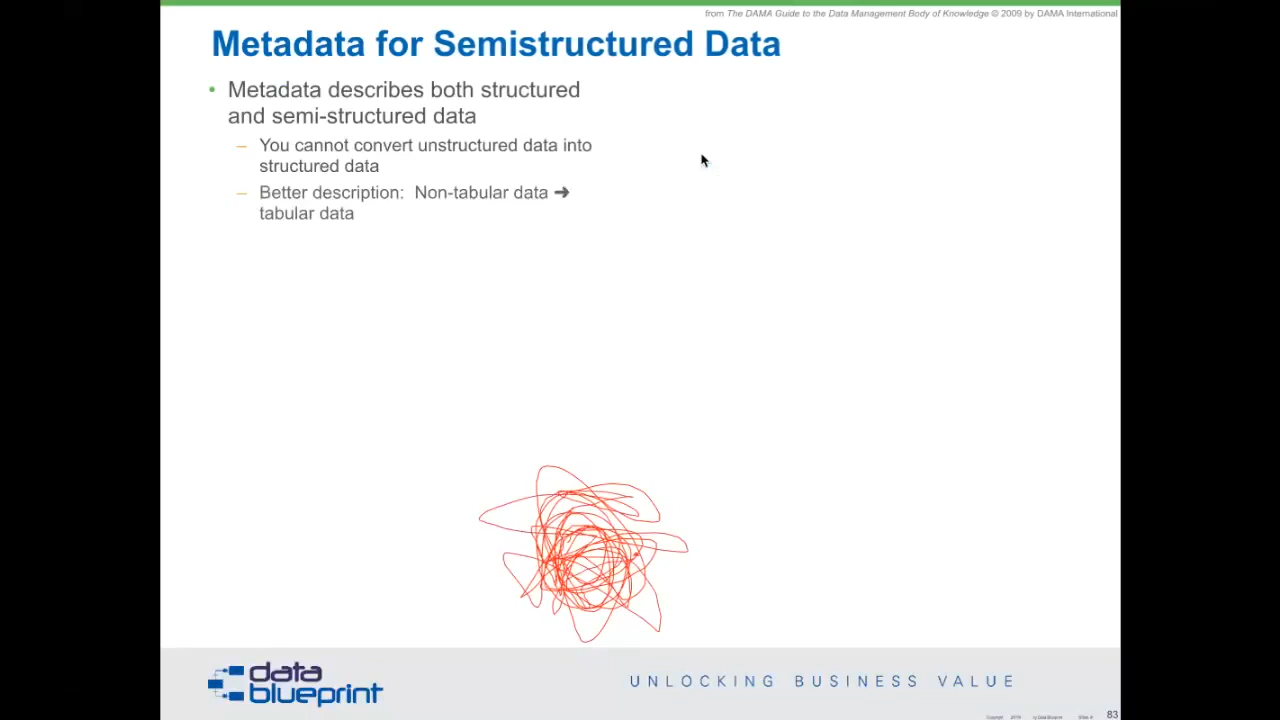 from The DAMA Guide to the Data Management Body of Knowledge © 2009 by DAMA International
Metadata for Semistructured Data
• Metadata describes both structured
and semi-structured data
– You cannot convert unstructured data into
structured data
– Better description: Non-tabular data ➜
tabular data
data
blueprint
UNLOCKING BUSINESS VALUE
83